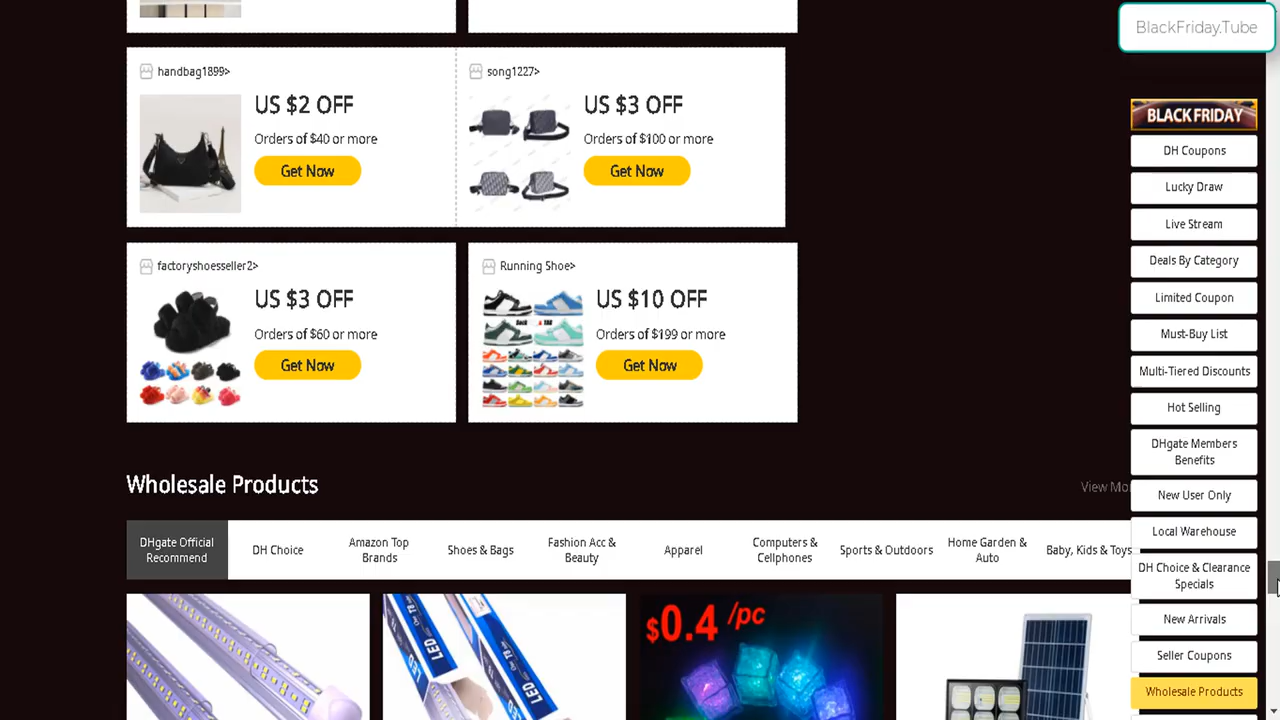 BlackFriday.Tube
handbag1899>
US $2 OFF
Orders of $40 or more
Get Now
song1227>
US $3 OFF
Orders of $100 or more
Get Now
factoryshoesseller2>
US $3 OFF
Orders of $60 or more
Get Now
Running Shoe>
US $10 OFF
Orders of $199 or more
Get Now
Wholesale Products
View Mo
DHgate Official
Recommend
DH Choice
Amazon Top
Brands
Shoes & Bags
Fashion Acc &
Beauty
Apparel
Computers &
Cellphones
Sports & Outdoors
Home Garden &
Auto
Baby, Kids & Toys
LED
LED
$0.4 /pc
BLACK FRIDAY
DH Coupons
Lucky Draw
Live Stream
Deals By Category
Limited Coupon
Must-Buy List
Multi-Tiered Discounts
Hot Selling
DHgate Members
Benefits
New User Only
Local Warehouse
DH Choice & Clearance
Specials
New Arrivals
Seller Coupons
Wholesale Products